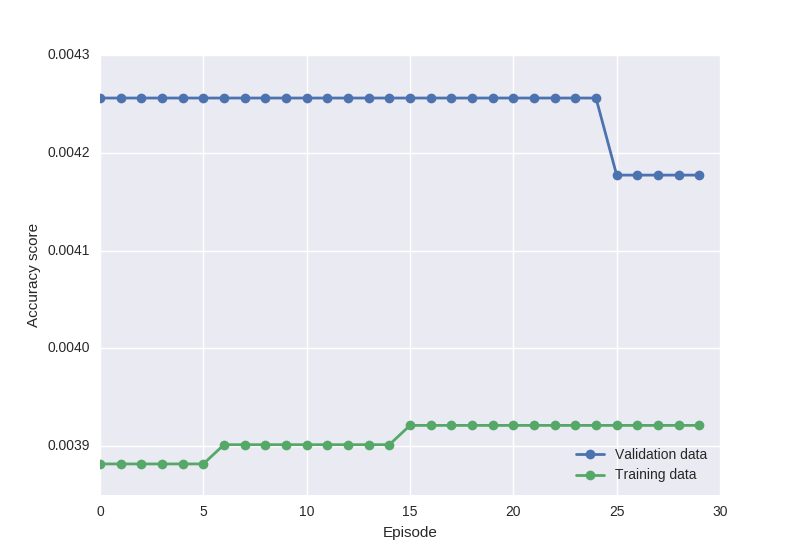 0.0043
0.0042
0.0041
0.0040
0.0039
Accuracy score
0 5 10 15 20 25 30
Episode
Validation data
Training data